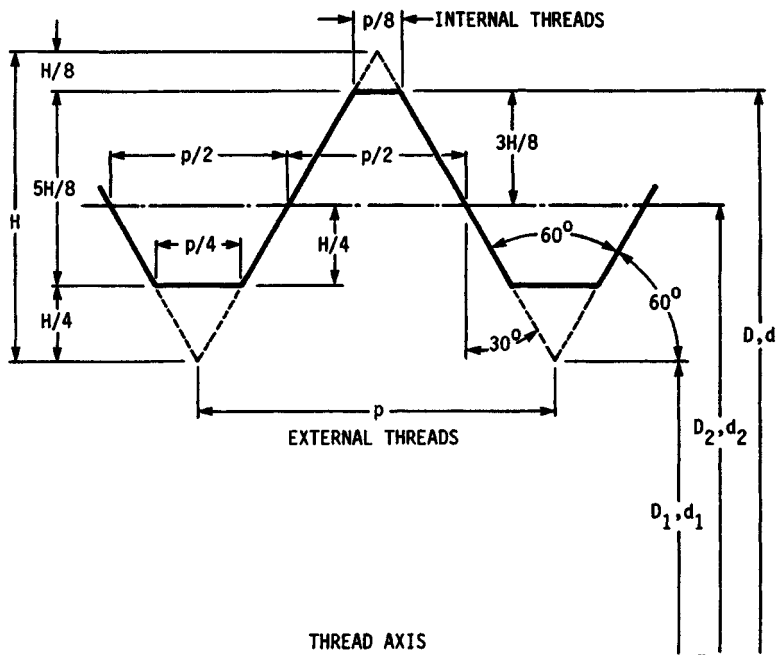 p/8
INTERNAL THREADS
H/8
3H/8
p/2
p/2
5H/8
H
p/4
H/4
60°
H/4
60°
30°
D,d
p
EXTERNAL THREADS
D₂,d₂
D₁,d₁
THREAD AXIS